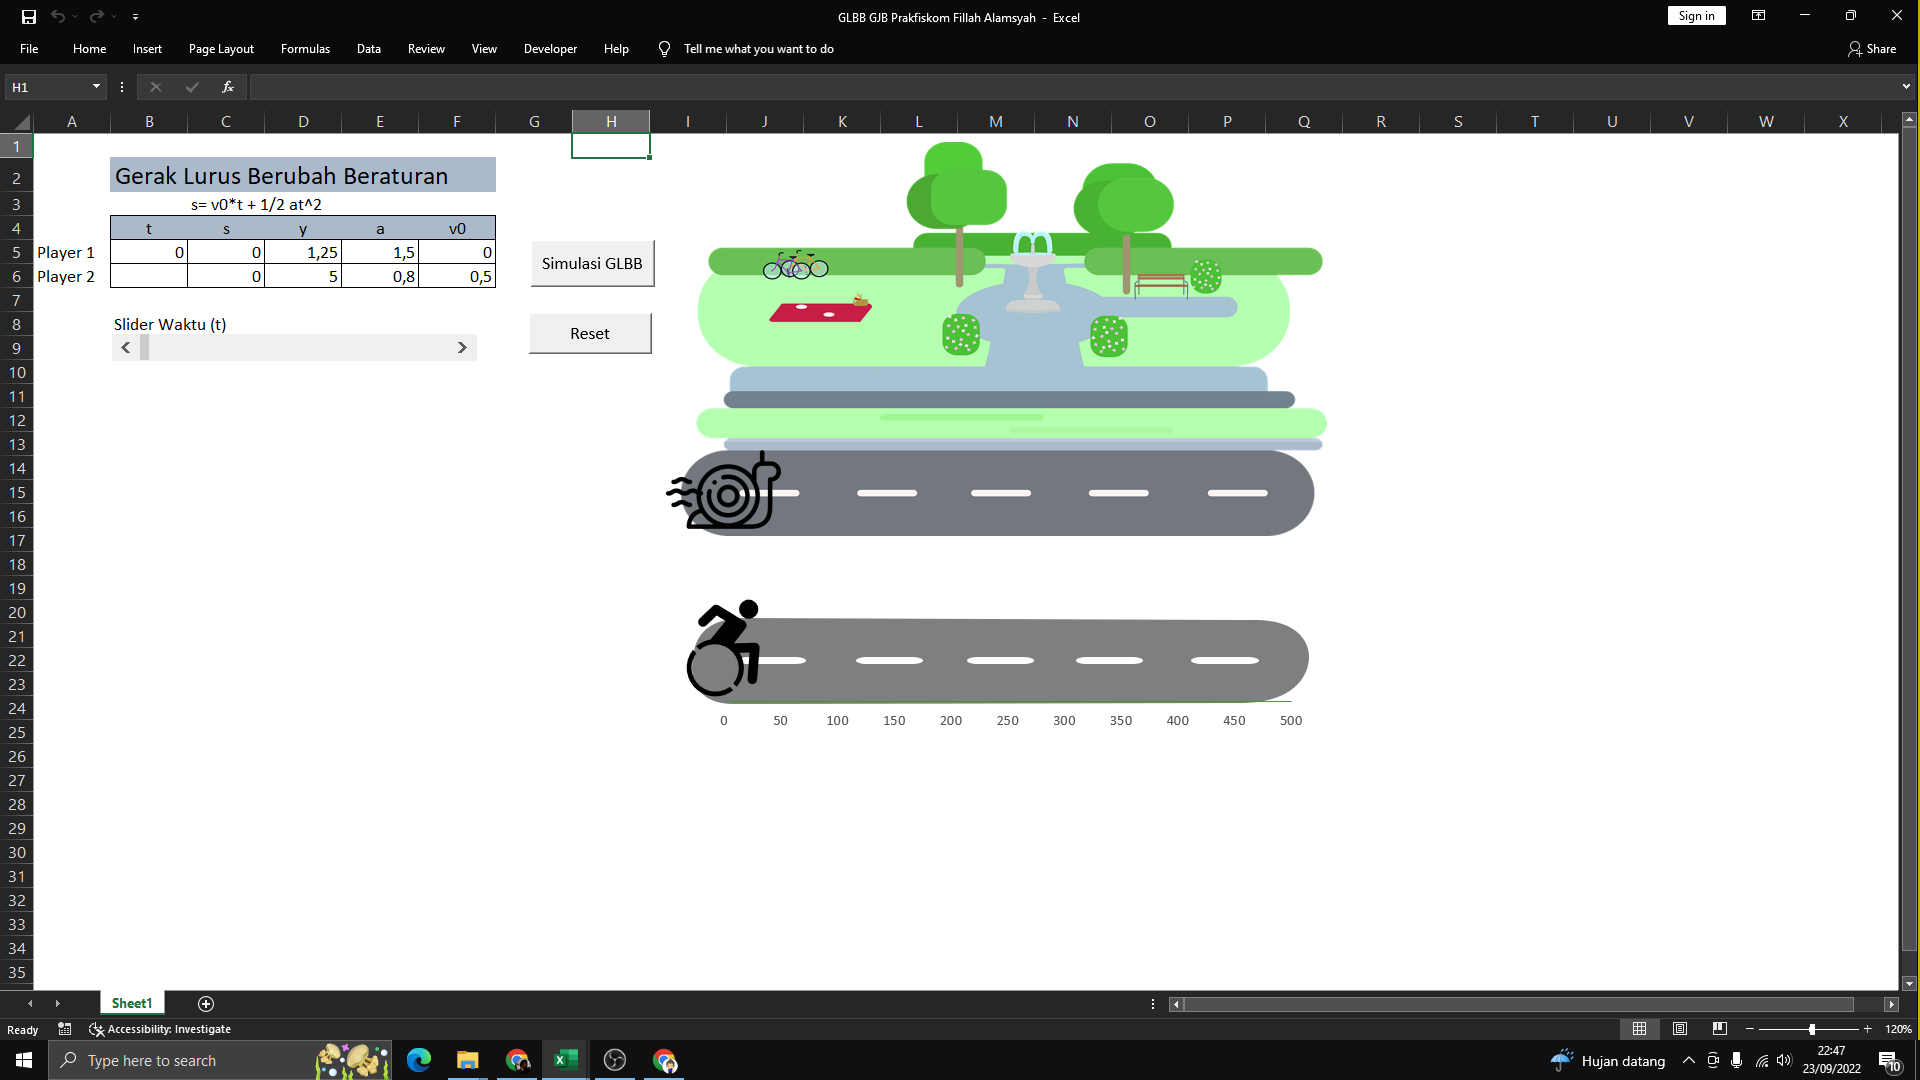 GLBB GJB Prakfiskom Fillah Alamsyah - Excel
Sign in
File Home Insert Page Layout Formulas Data Review View Developer Help Tell me what you want to do Share
H1 fx
A B C D E F G H I J K L M N O P Q R S T U V W X
1
2 Gerak Lurus Berubah Beraturan
3 s= v0*t + 1/2 at^2
4 t s y a v0
5 Player 1 0 0 1,25 1,5 0
6 Player 2 0 5 0,8 0,5
Simulasi GLBB
7
8 Slider Waktu (t)
Reset
9
10
11
12
13
14
15
16
17
18
19
20
21
22
23
24
0 50 100 150 200 250 300 350 400 450 500
25
26
27
28
29
30
31
32
33
34
35
Sheet1
Ready Accessibility: Investigate 120%
Type here to search
Hujan datang
22:47
23/09/2022
10